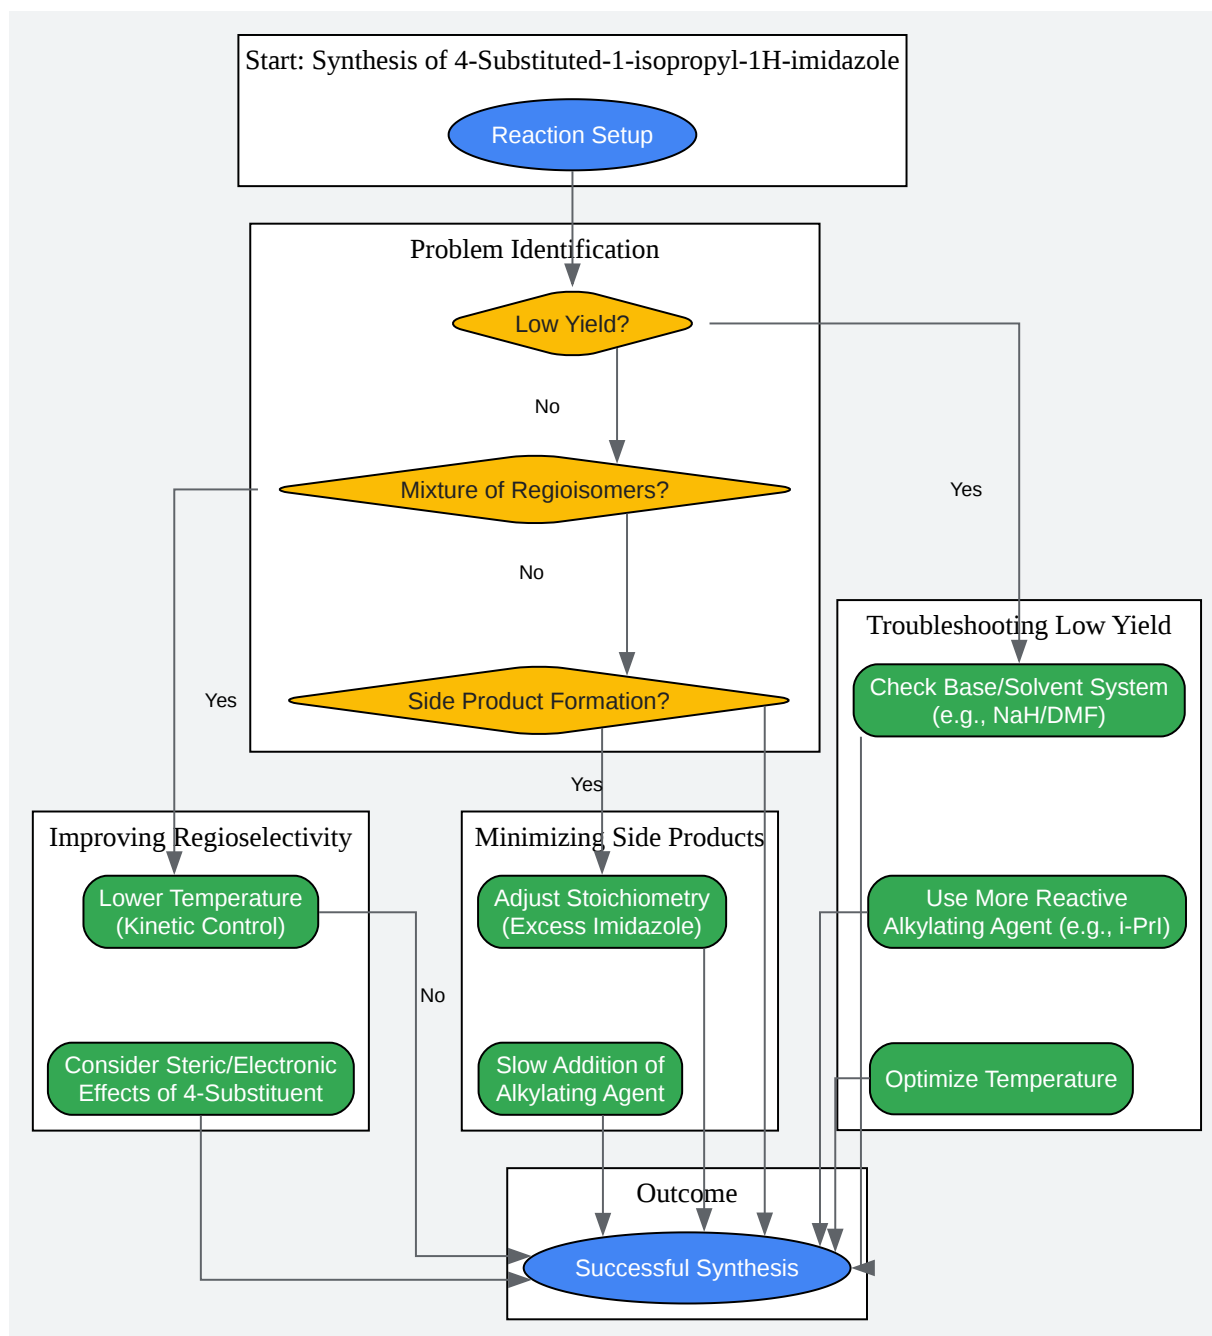 Start: Synthesis of 4-Substituted-1-isopropyl-1H-imidazole
Reaction Setup
Problem Identification
Low Yield?
No
Yes
Mixture of Regioisomers?
No
Yes
Side Product Formation?
Yes
Troubleshooting Low Yield
Check Base/Solvent System
(e.g., NaH/DMF)
Use More Reactive
Alkylating Agent (e.g., i-PrI)
Optimize Temperature
Improving Regioselectivity
Lower Temperature
(Kinetic Control)
No
Consider Steric/Electronic
Effects of 4-Substituent
Minimizing Side Products
Adjust Stoichiometry
(Excess Imidazole)
Slow Addition of
Alkylating Agent
Outcome
Successful Synthesis